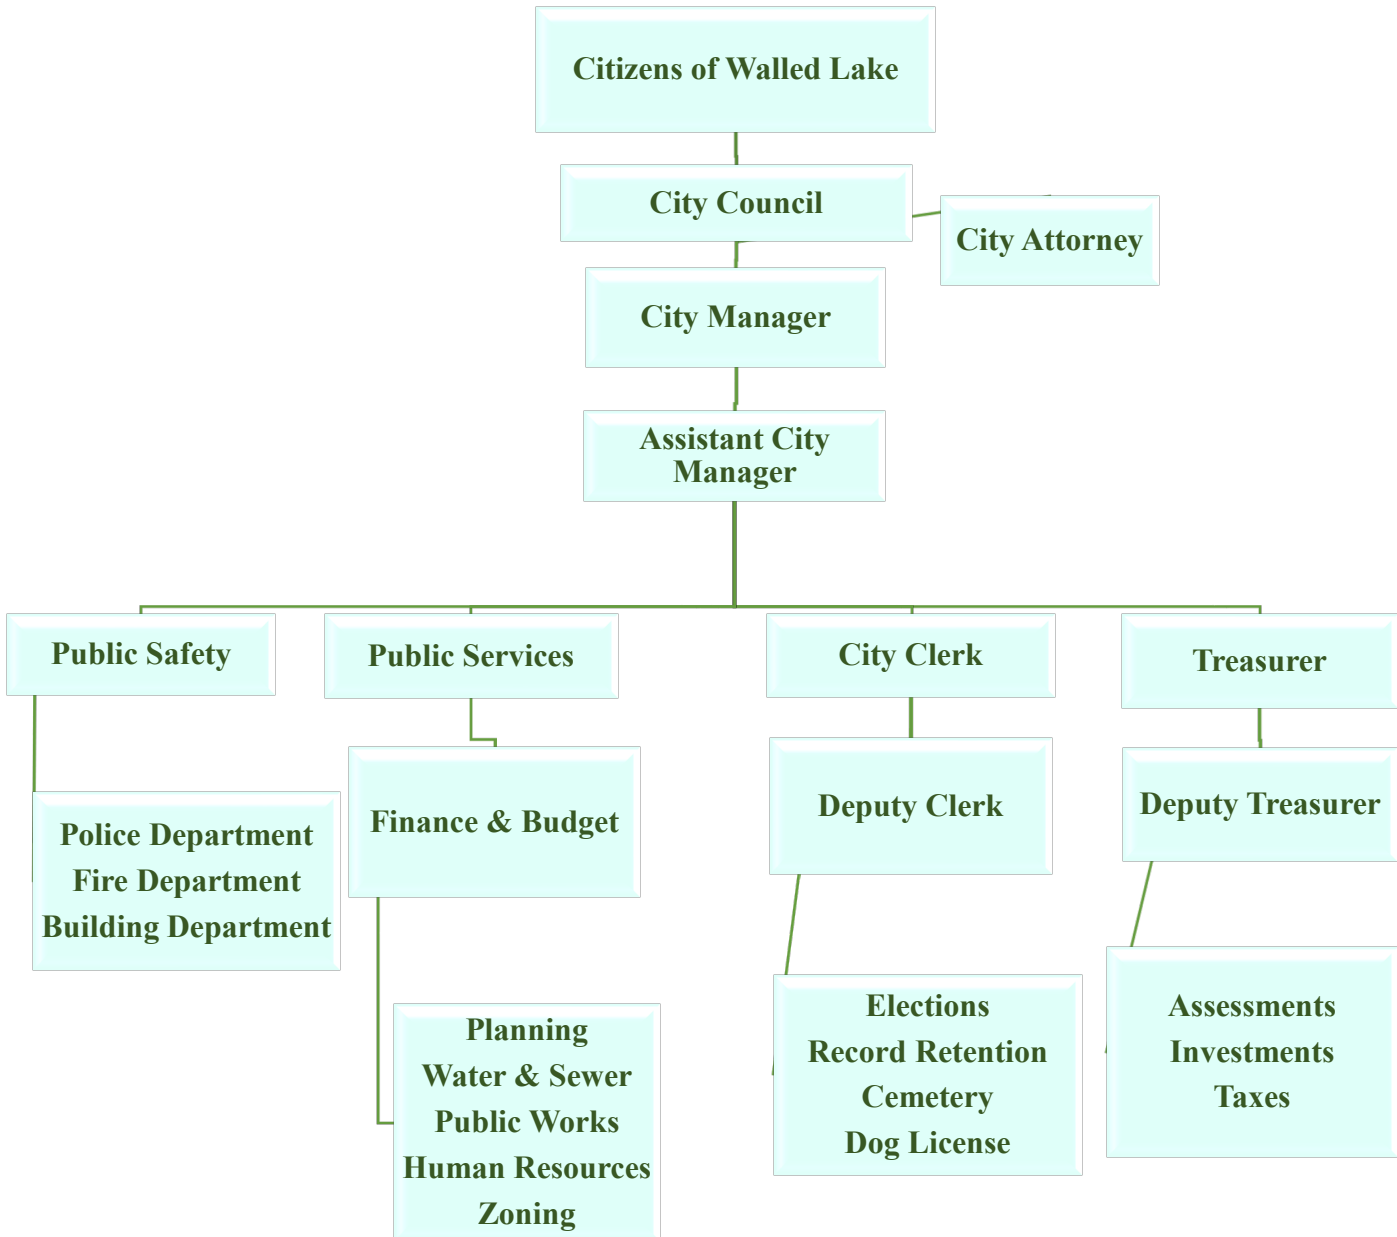 Citizens of Walled Lake
City Council
City Attorney
City Manager
Assistant City
Manager
Public Safety
Public Services
City Clerk
Treasurer
Police Department
Fire Department
Building Department
Finance & Budget
Deputy Clerk
Deputy Treasurer
Planning
Water & Sewer
Public Works
Human Resources
Zoning
Elections
Record Retention
Cemetery
Dog License
Assessments
Investments
Taxes